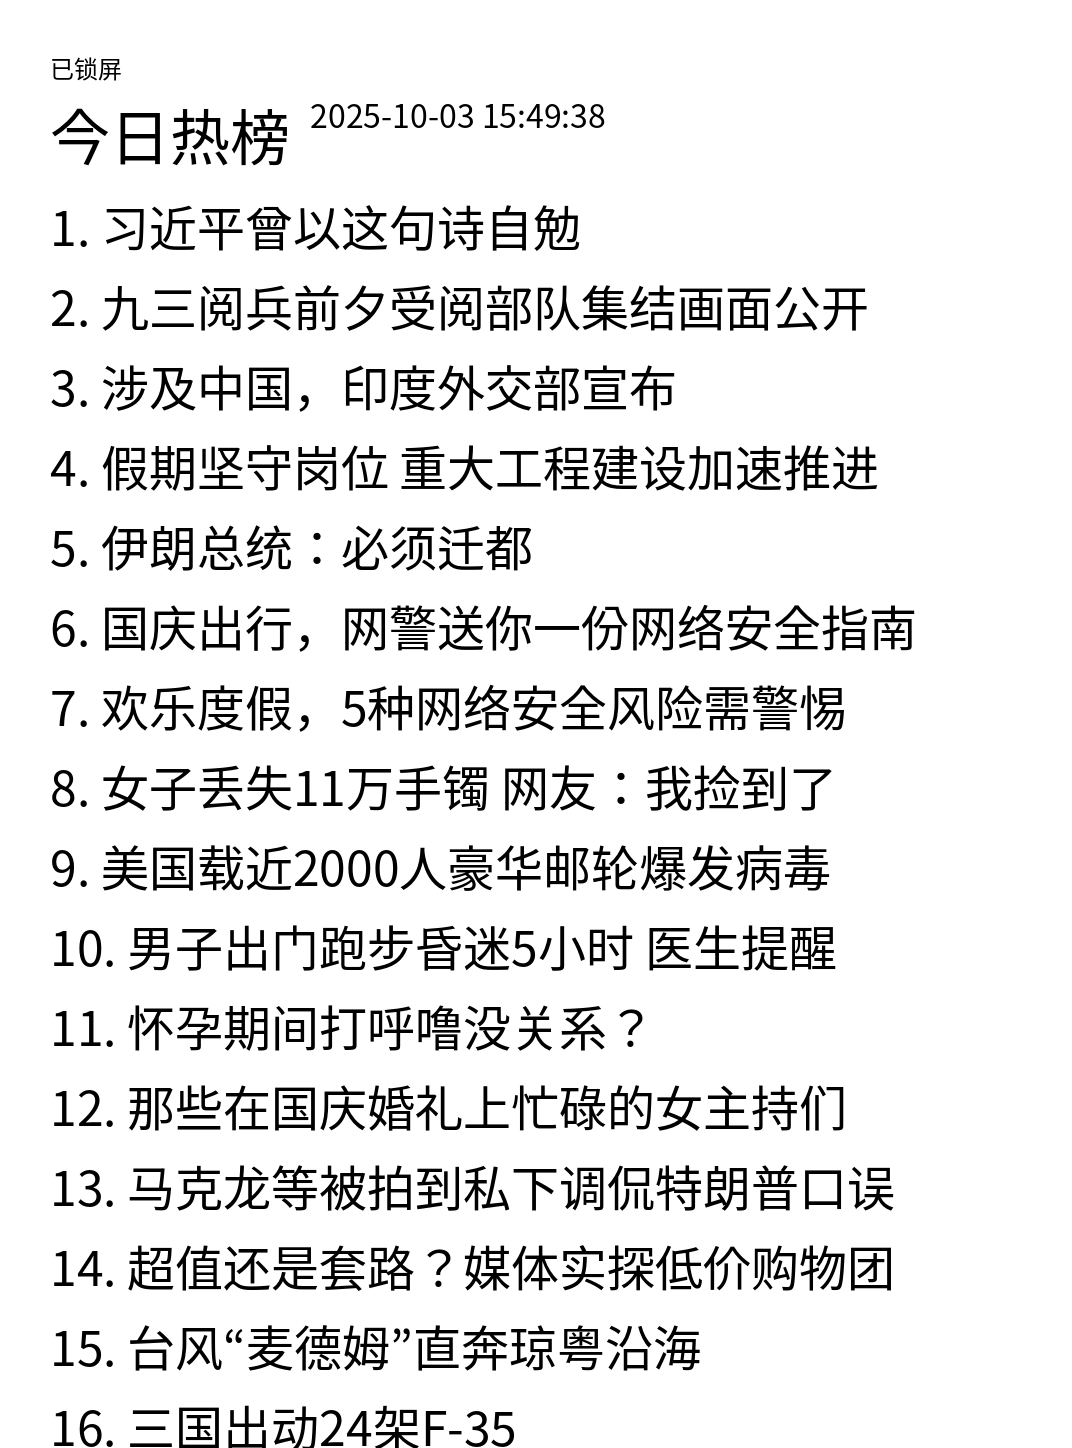 已锁屏
今日热榜 2025-10-03 15:49:38
1. 习近平曾以这句诗自勉
2. 九三阅兵前夕受阅部队集结画面公开
3. 涉及中国，印度外交部宣布
4. 假期坚守岗位 重大工程建设加速推进
5. 伊朗总统：必须迁都
6. 国庆出行，网警送你一份网络安全指南
7. 欢乐度假，5种网络安全风险需警惕
8. 女子丢失11万手镯 网友：我捡到了
9. 美国载近2000人豪华邮轮爆发病毒
10. 男子出门跑步昏迷5小时 医生提醒
11. 怀孕期间打呼噜没关系？
12. 那些在国庆婚礼上忙碌的女主持们
13. 马克龙等被拍到私下调侃特朗普口误
14. 超值还是套路？媒体实探低价购物团
15. 台风“麦德姆”直奔琼粤沿海
16. 三国出动24架F-35